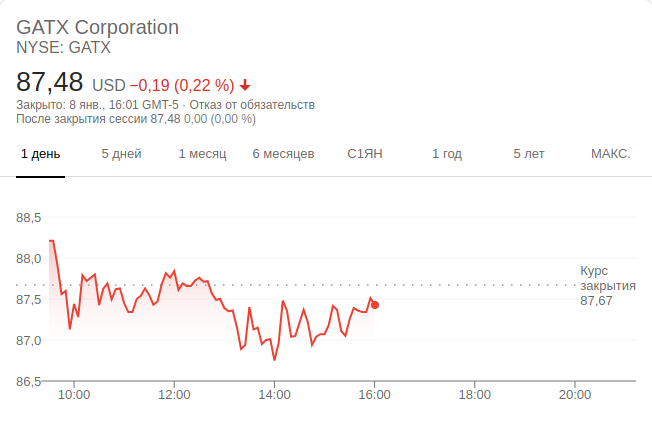 GATX Corporation
NYSE: GATX
87,48 USD −0,19 (0,22 %)
Закрыто: 8 янв., 16:01 GMT-5 · Отказ от обязательств
После закрытия сессии 87,48 0,00 (0,00 %)
1 день 5 дней 1 месяц 6 месяцев С1ЯН 1 год 5 лет МАКС.
88,5
88,0
Курс
закрытия
87,67
87,5
87,0
86,5
10:00 12:00 14:00 16:00 18:00 20:00